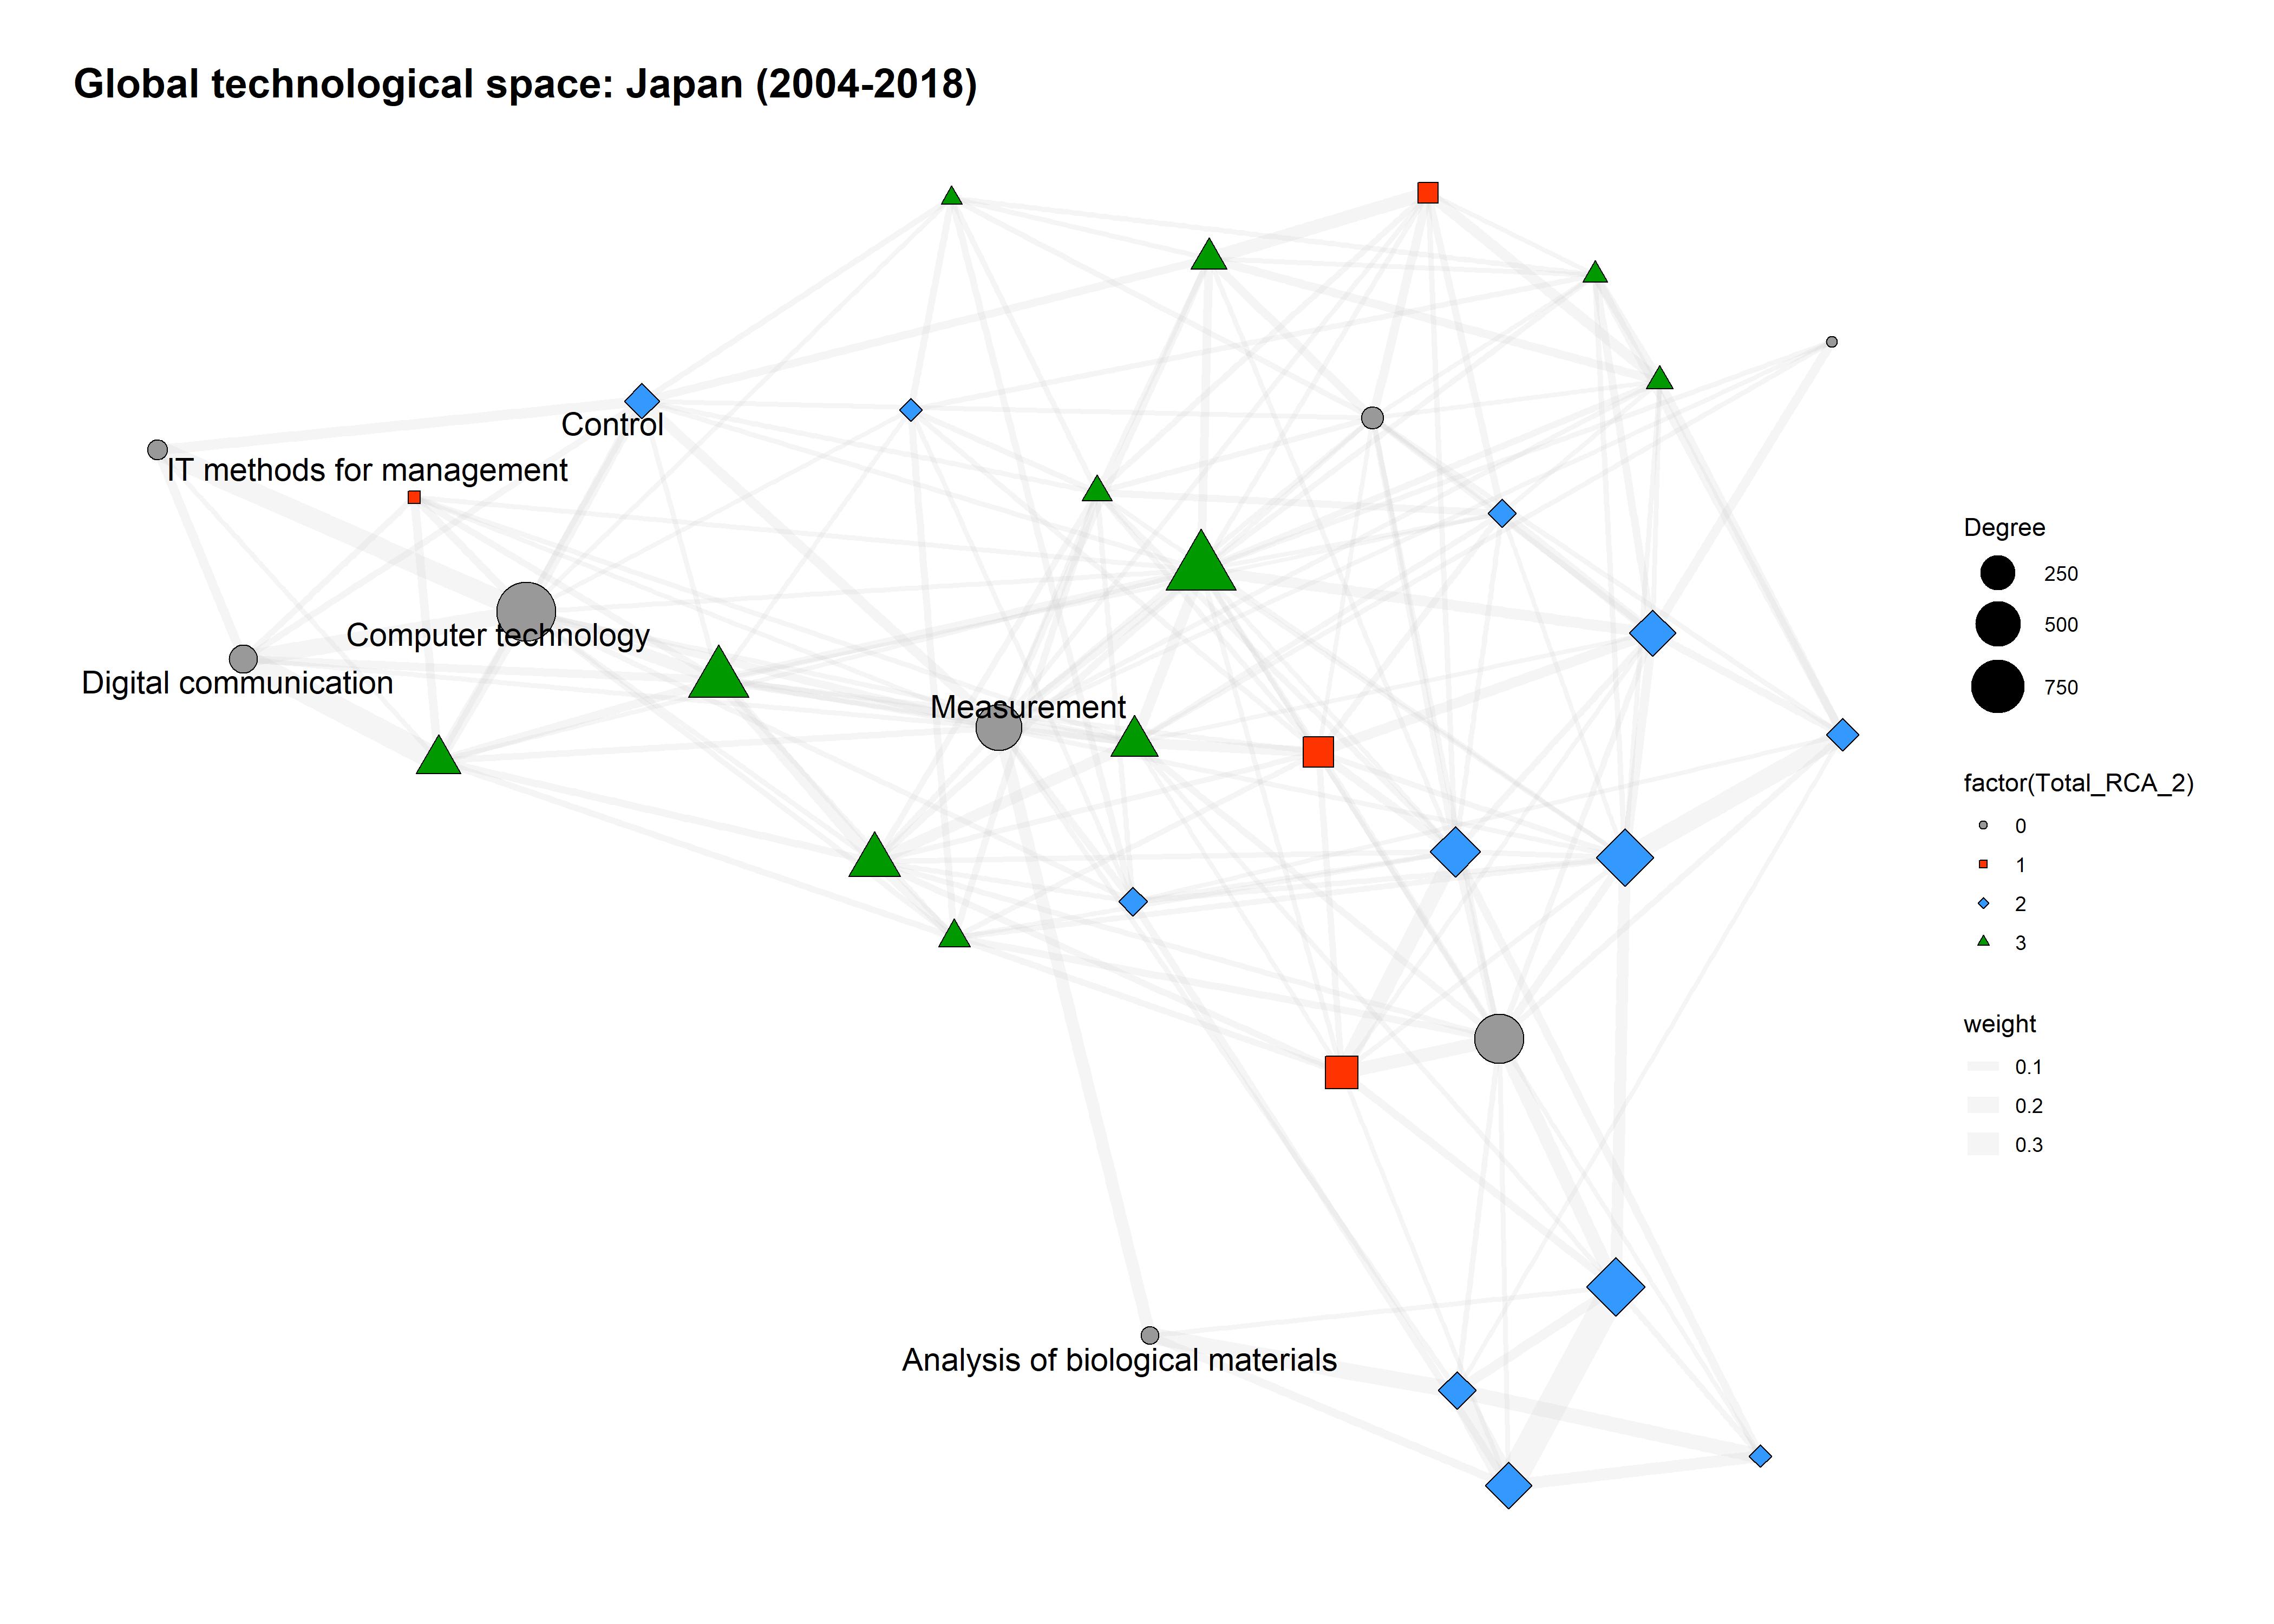 Global technological space: Japan (2004-2018)
Control
IT methods for management
Computer technology
Digital communication
Measurement
Analysis of biological materials
Degree
250
500
750
factor(Total_RCA_2)
0
1
2
3
weight
0.1
0.2
0.3